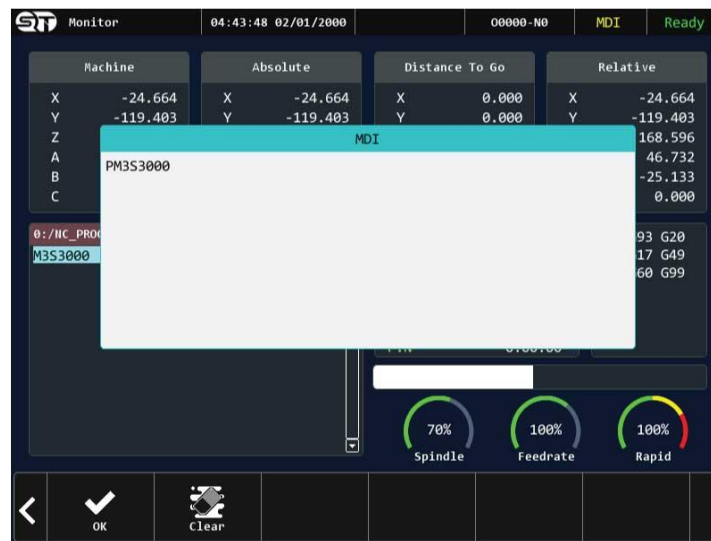 ST Monitor 04:43:48 02/01/2000 O0000-N0 MDI Ready
Machine Absolute Distance To Go Relative
X -24.664 X -24.664 X 0.000 X -24.664
Y -119.403 Y -119.403 Y 0.000 Y -119.403
Z 168.596
A 46.732
B -25.133
C 0.000
MDI
PM3S3000
0:/NC_PROG
M3S3000
93 G20
17 G49
60 G99
70% 100% 100%
Spindle Feedrate Rapid
OK Clear